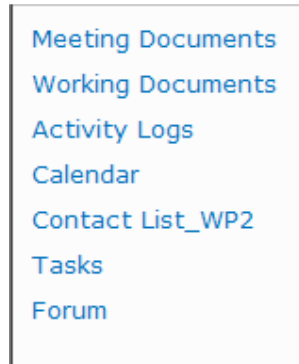 Meeting Documents
Working Documents
Activity Logs
Calendar
Contact List_WP2
Tasks
Forum